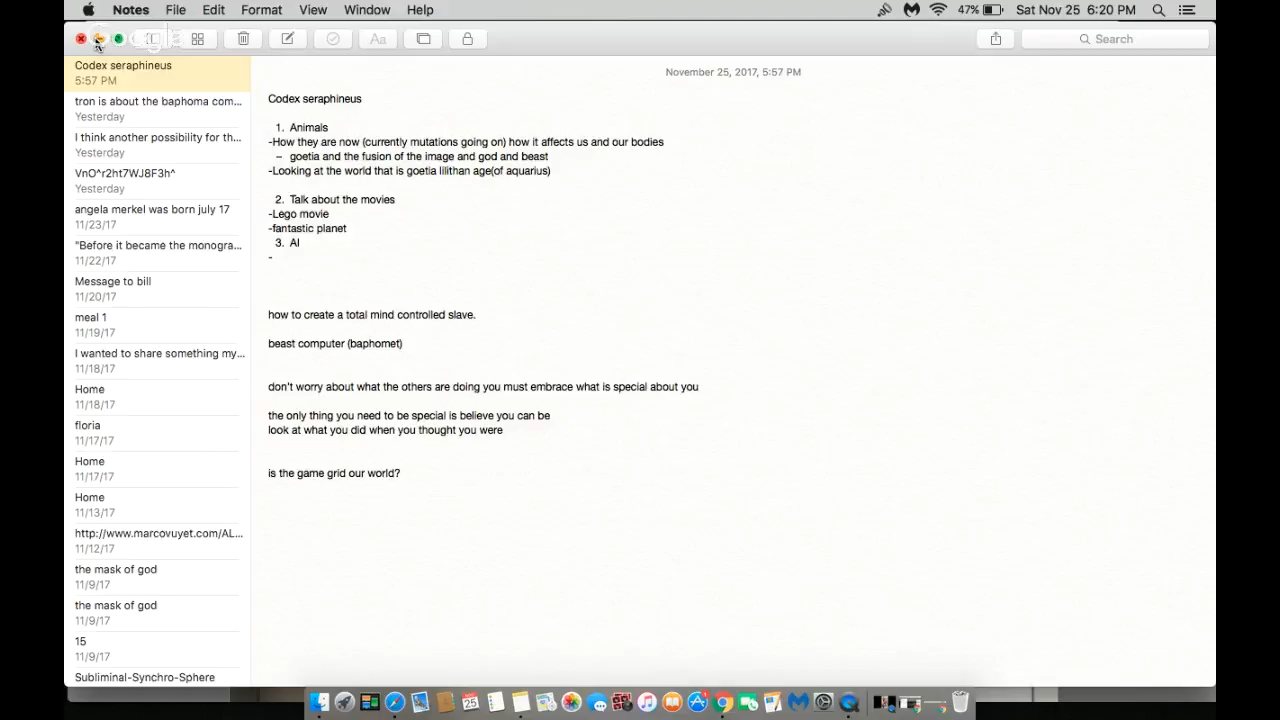 Notes File Edit Format View Window Help
47% Sat Nov 25 6:20 PM
Aa
Search
Codex seraphineus
5:57 PM
tron is about the baphoma com...
Yesterday
I think another possibility for th...
Yesterday
VnO^r2ht7WJ8F3h^
Yesterday
angela merkel was born july 17
11/23/17
"Before it became the monogra...
11/22/17
Message to bill
11/20/17
meal 1
11/19/17
I wanted to share something my...
11/18/17
Home
11/18/17
floria
11/17/17
Home
11/17/17
Home
11/13/17
http://www.marcovuyet.com/AL...
11/12/17
the mask of god
11/9/17
the mask of god
11/9/17
15
11/9/17
Subliminal-Synchro-Sphere
November 25, 2017, 5:57 PM
Codex seraphineus
1. Animals
-How they are now (currently mutations going on) how it affects us and our bodies
– goetia and the fusion of the image and god and beast
-Looking at the world that is goetia lilithan age(of aquarius)
2. Talk about the movies
-Lego movie
-fantastic planet
3. AI
-
how to create a total mind controlled slave.
beast computer (baphomet)
don't worry about what the others are doing you must embrace what is special about you
the only thing you need to be special is believe you can be
look at what you did when you thought you were
is the game grid our world?